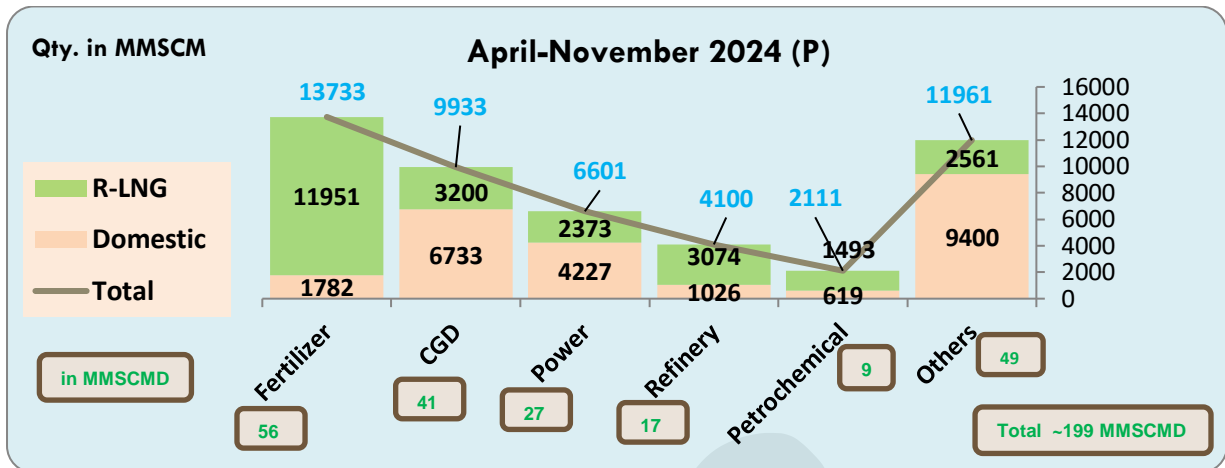 Qty. in MMSCM
April-November 2024 (P)
13733
9933
6601
4100
2111
11961
R-LNG
Domestic
Total
11951
3200
2373
3074
1493
2561
1782
6733
4227
1026
619
9400
16000
14000
12000
10000
8000
6000
4000
2000
0
Fertilizer
CGD
Power
Refinery
Petrochemical
Others
in MMSCMD
56
41
27
17
9
49
Total ~199 MMSCMD